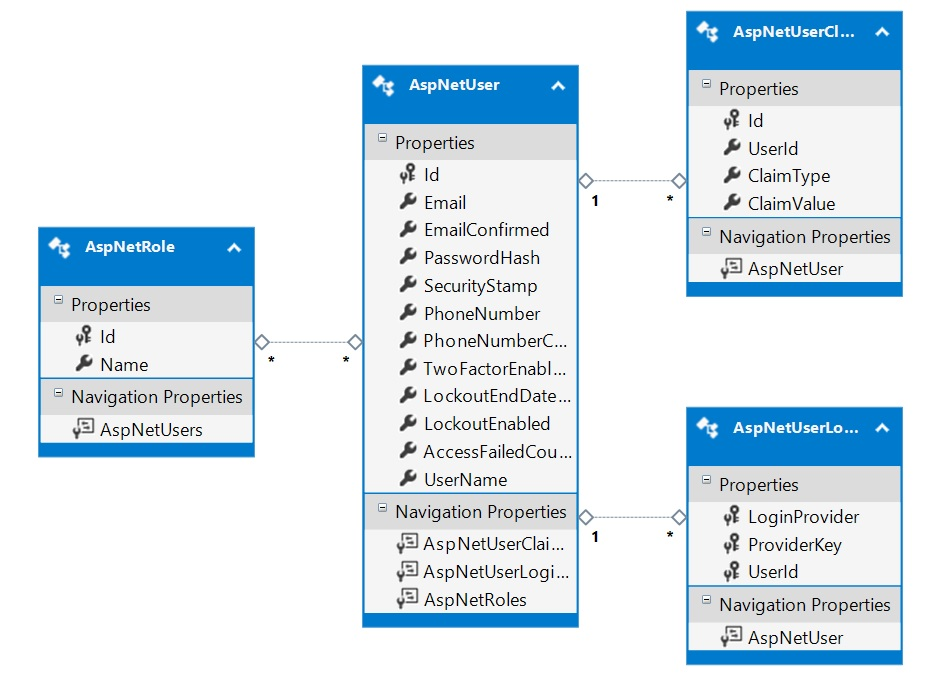 AspNetRole
Properties
Id
Name
Navigation Properties
AspNetUsers
*
*
AspNetUser
Properties
Id
Email
EmailConfirmed
PasswordHash
SecurityStamp
PhoneNumber
PhoneNumberC...
TwoFactorEnabl...
LockoutEndDate...
LockoutEnabled
AccessFailedCou...
UserName
Navigation Properties
AspNetUserClai...
AspNetUserLogi...
AspNetRoles
1
*
AspNetUserCl...
Properties
Id
UserId
ClaimType
ClaimValue
Navigation Properties
AspNetUser
1
*
AspNetUserLo...
Properties
LoginProvider
ProviderKey
UserId
Navigation Properties
AspNetUser